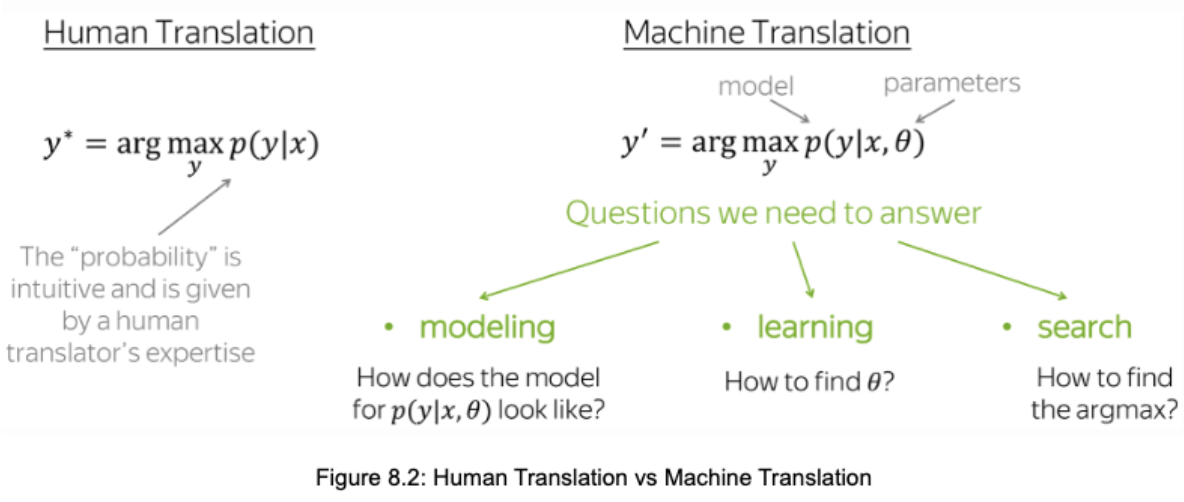 Human Translation
y* = arg max p(y|x)
y
The “probability” is
intuitive and is given
by a human
translator’s expertise
Machine Translation
model
parameters
y′ = arg max p(y|x, θ)
y
Questions we need to answer
• modeling
How does the model
for p(y|x, θ) look like?
• learning
How to find θ?
• search
How to find
the argmax?
Figure 8.2: Human Translation vs Machine Translation